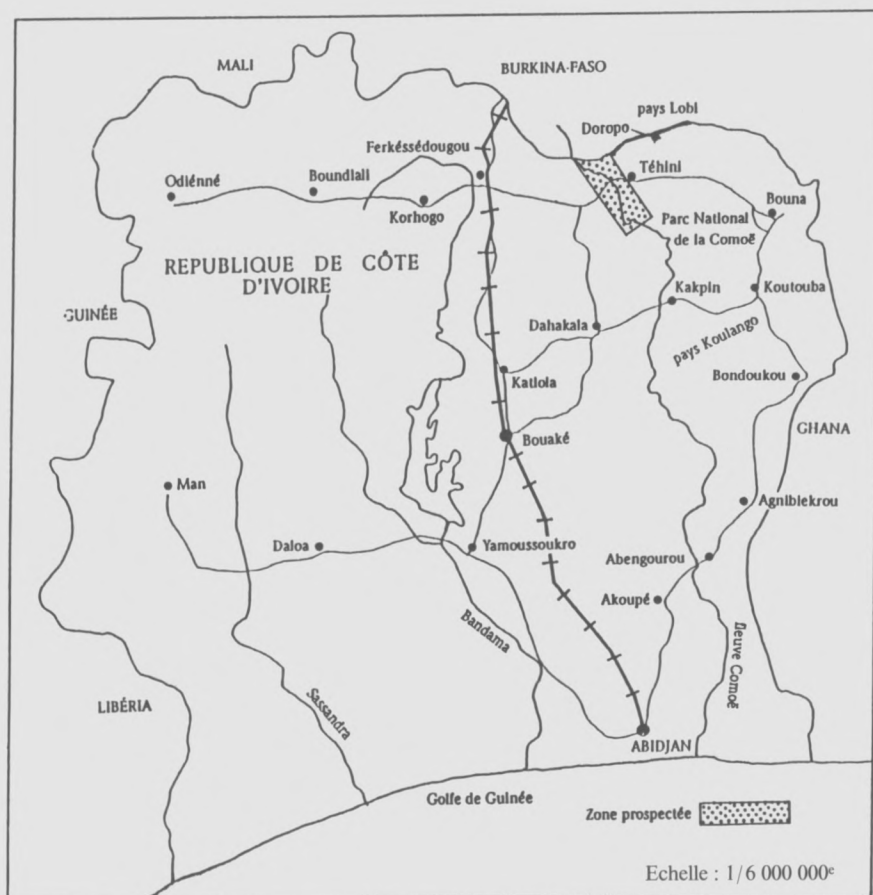 MALI
BURKINA-FASO
pays Lobi
Doropo
Ferkéssédougou
Téhini
Odiénné
Boundiali
Korhogo
Bouna
Parc National
de la Comoë
REPUBLIQUE DE CÔTE
D'IVOIRE
GUINÉE
Kakpin
Koutouba
Dahakala
pays Koulango
Katiola
Bondoukou
Bouaké
GHANA
Man
Agnibiekrou
Daloa
Yamoussoukro
Abengourou
Akoupé
Bandama
fleuve Comoë
LIBÉRIA
Sassandra
ABIDJAN
Golfe de Guinée
Zone prospectée
Echelle : 1/6 000 000e